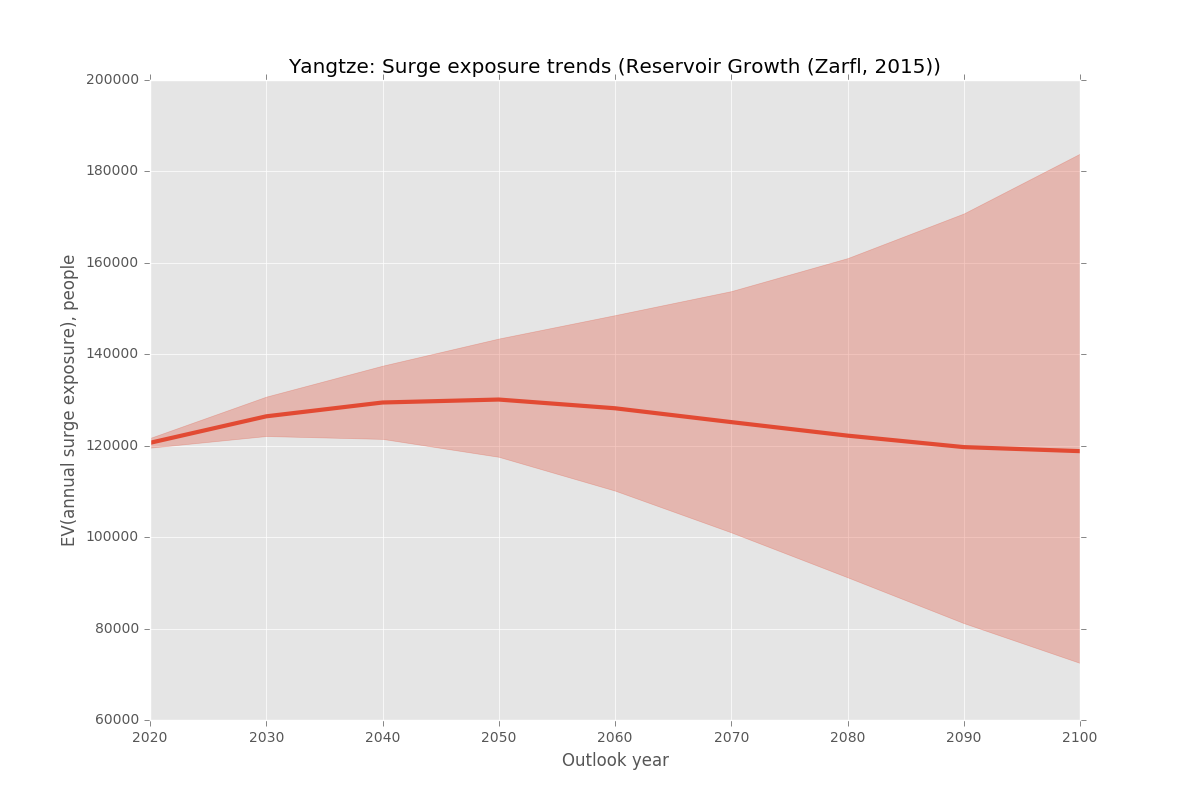 Yangtze: Surge exposure trends (Reservoir Growth (Zarfl, 2015))
200000
180000
160000
140000
120000
100000
80000
60000
EV(annual surge exposure), people
2020 2030 2040 2050 2060 2070 2080 2090 2100
Outlook year